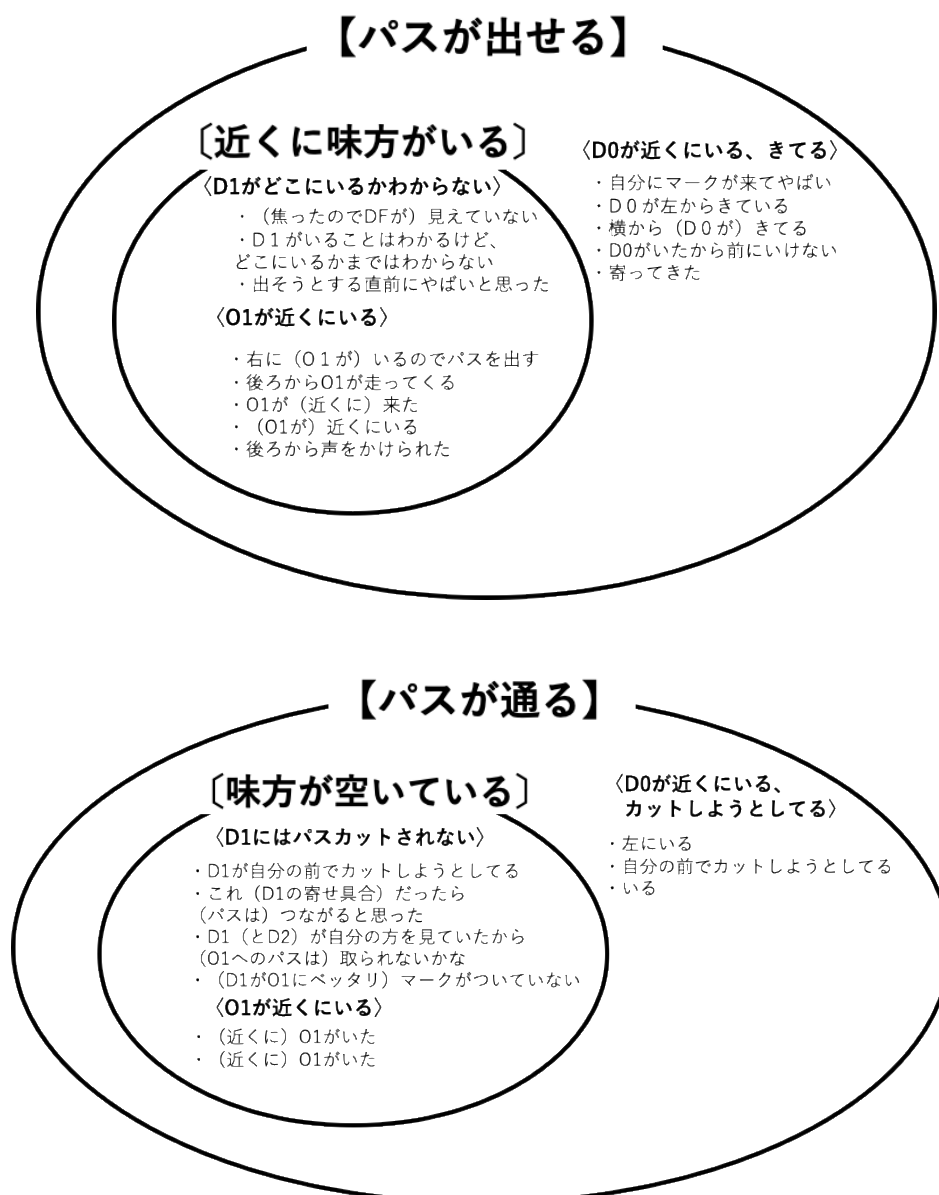 【パスが出せる】
〔近くに味方がいる〕
〈D1がどこにいるかわからない〉
・（焦ったのでDFが）見えていない
・D１がいることはわかるけど、
どこにいるかまではわからない
・出そうとする直前にやばいと思った
〈O1が近くにいる〉
・右に（O１が）いるのでパスを出す
・後ろからO1が走ってくる
・O1が（近くに）来た
・（O1が）近くにいる
・後ろから声をかけられた
〈D0が近くにいる、きてる〉
・自分にマークが来てやばい
・D０が左からきている
・横から（D０が）きてる
・D0がいたから前にいけない
・寄ってきた
【パスが通る】
〔味方が空いている〕
〈D1にはパスカットされない〉
・D1が自分の前でカットしようとしてる
・これ（D1の寄せ具合）だったら
（パスは）つながると思った
・D1（とD2）が自分の方を見ていたから
（O1へのパスは）取られないかな
・（D1がO1にベッタリ）マークがついていない
〈O1が近くにいる〉
・（近くに）O1がいた
・（近くに）O1がいた
〈D0が近くにいる、
カットしようとしてる〉
・左にいる
・自分の前でカットしようとしてる
・いる